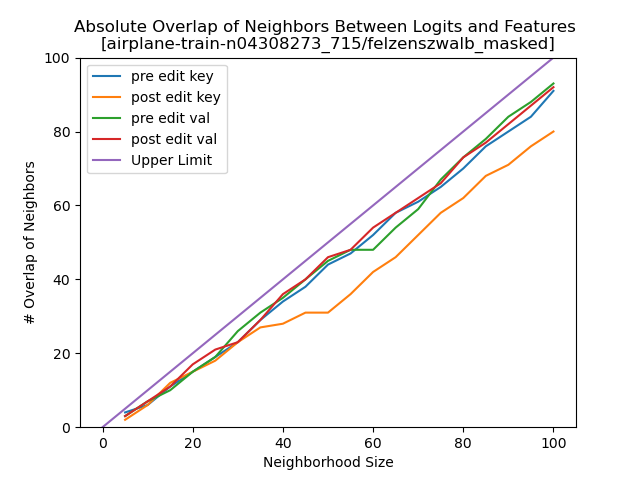 Absolute Overlap of Neighbors Between Logits and Features
[airplane-train-n04308273_715/felzenszwalb_masked]
100
80
60
40
20
0
# Overlap of Neighbors
pre edit key
post edit key
pre edit val
post edit val
Upper Limit
0 20 40 60 80 100
Neighborhood Size